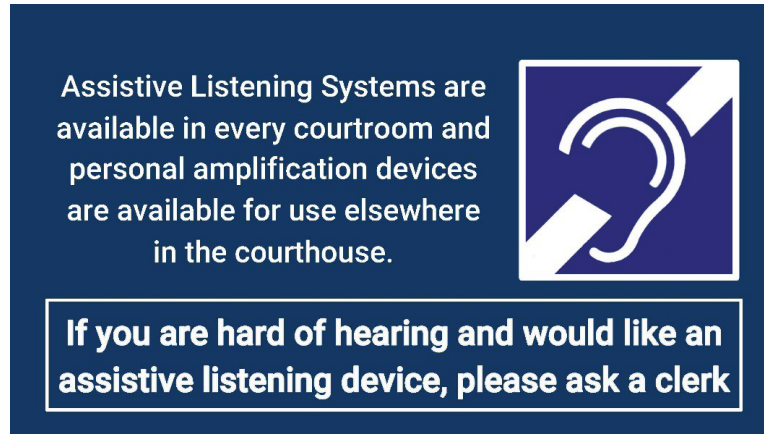 Assistive Listening Systems are
available in every courtroom and
personal amplification devices
are available for use elsewhere
in the courthouse.
If you are hard of hearing and would like an
assistive listening device, please ask a clerk